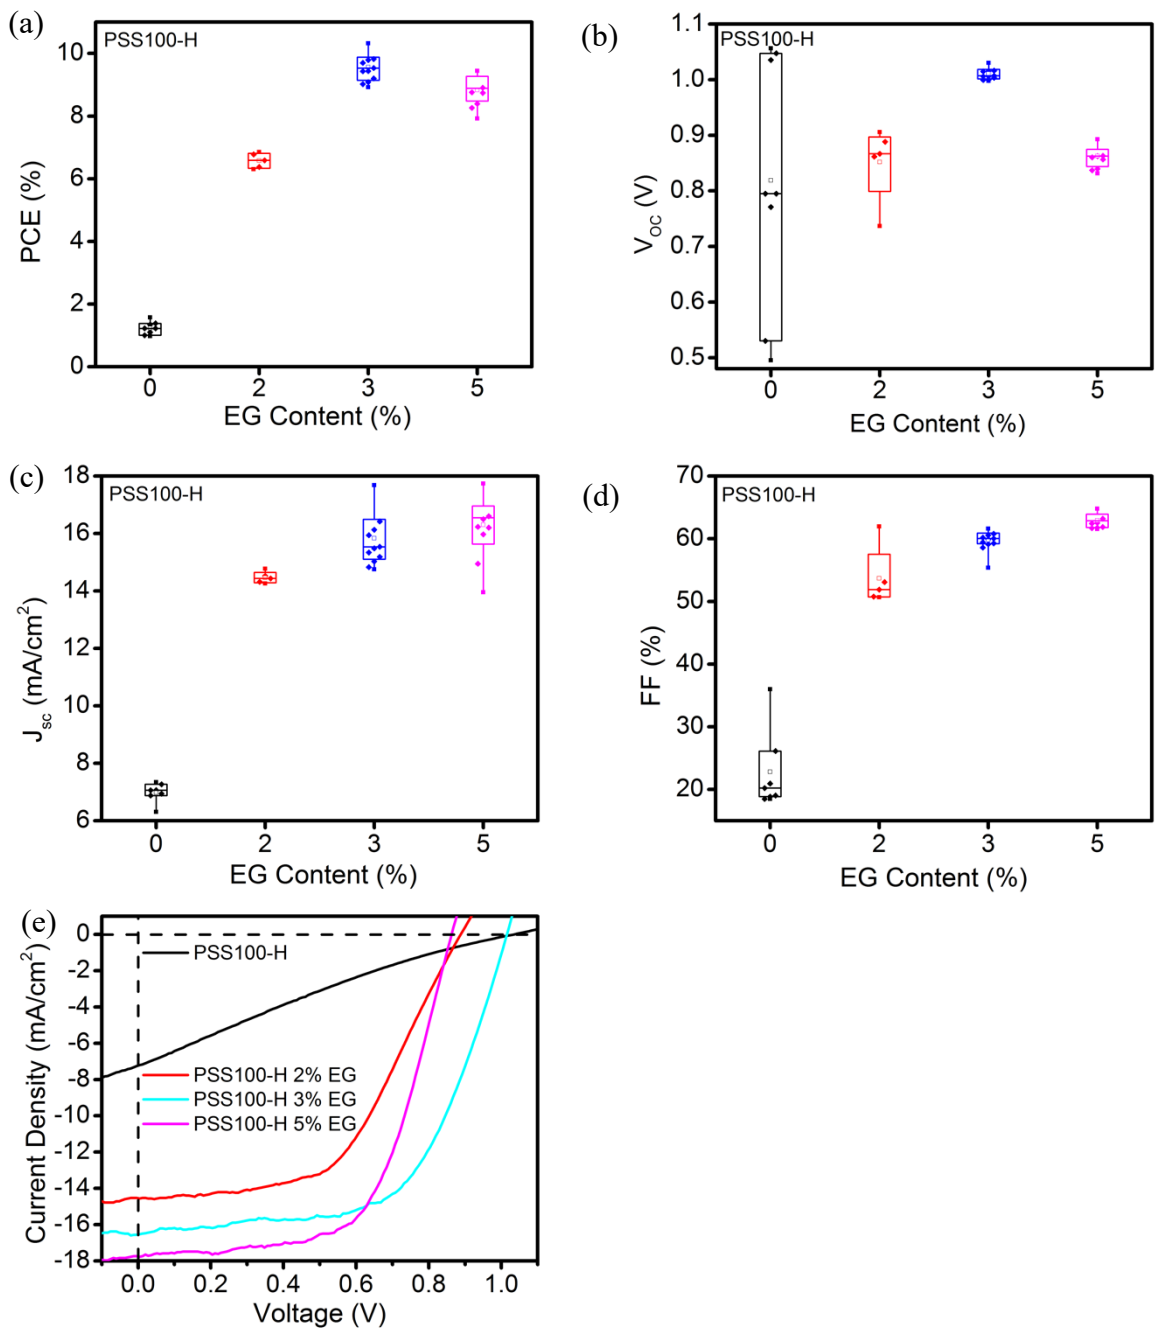 (a)
PSS100-H
10
8
6
4
2
0
PCE (%)
0 2 3 5
EG Content (%)
(b)
PSS100-H
1.1
1.0
0.9
0.8
0.7
0.6
0.5
VOC (V)
0 2 3 5
EG Content (%)
(c)
PSS100-H
18
16
14
12
10
8
6
Jsc (mA/cm²)
0 2 3 5
EG Content (%)
(d)
PSS100-H
70
60
50
40
30
20
FF (%)
0 2 3 5
EG Content (%)
(e)
0
-2
-4
-6
-8
-10
-12
-14
-16
-18
Current Density (mA/cm²)
PSS100-H
PSS100-H 2% EG
PSS100-H 3% EG
PSS100-H 5% EG
0.0 0.2 0.4 0.6 0.8 1.0
Voltage (V)